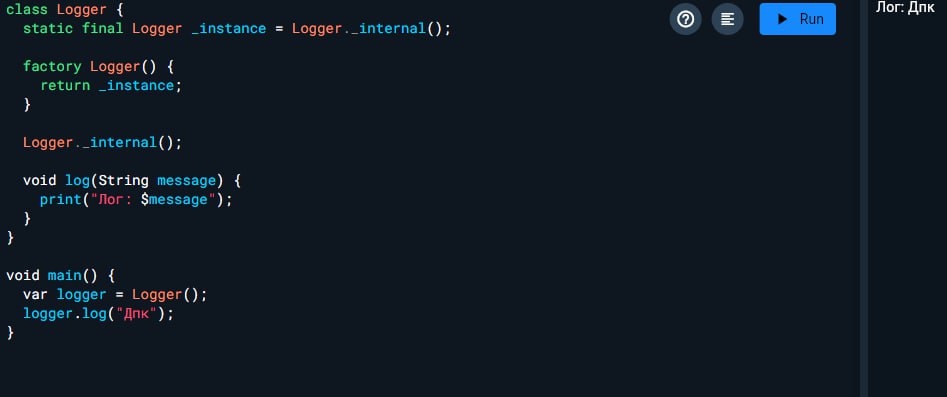 class Logger {
  static final Logger _instance = Logger._internal();
  factory Logger() {
    return _instance;
  }
  Logger._internal();
  void log(String message) {
    print("Лог: $message");
  }
}
void main() {
  var logger = Logger();
  logger.log("Дпк");
}
?
Run
Лог: Дпк